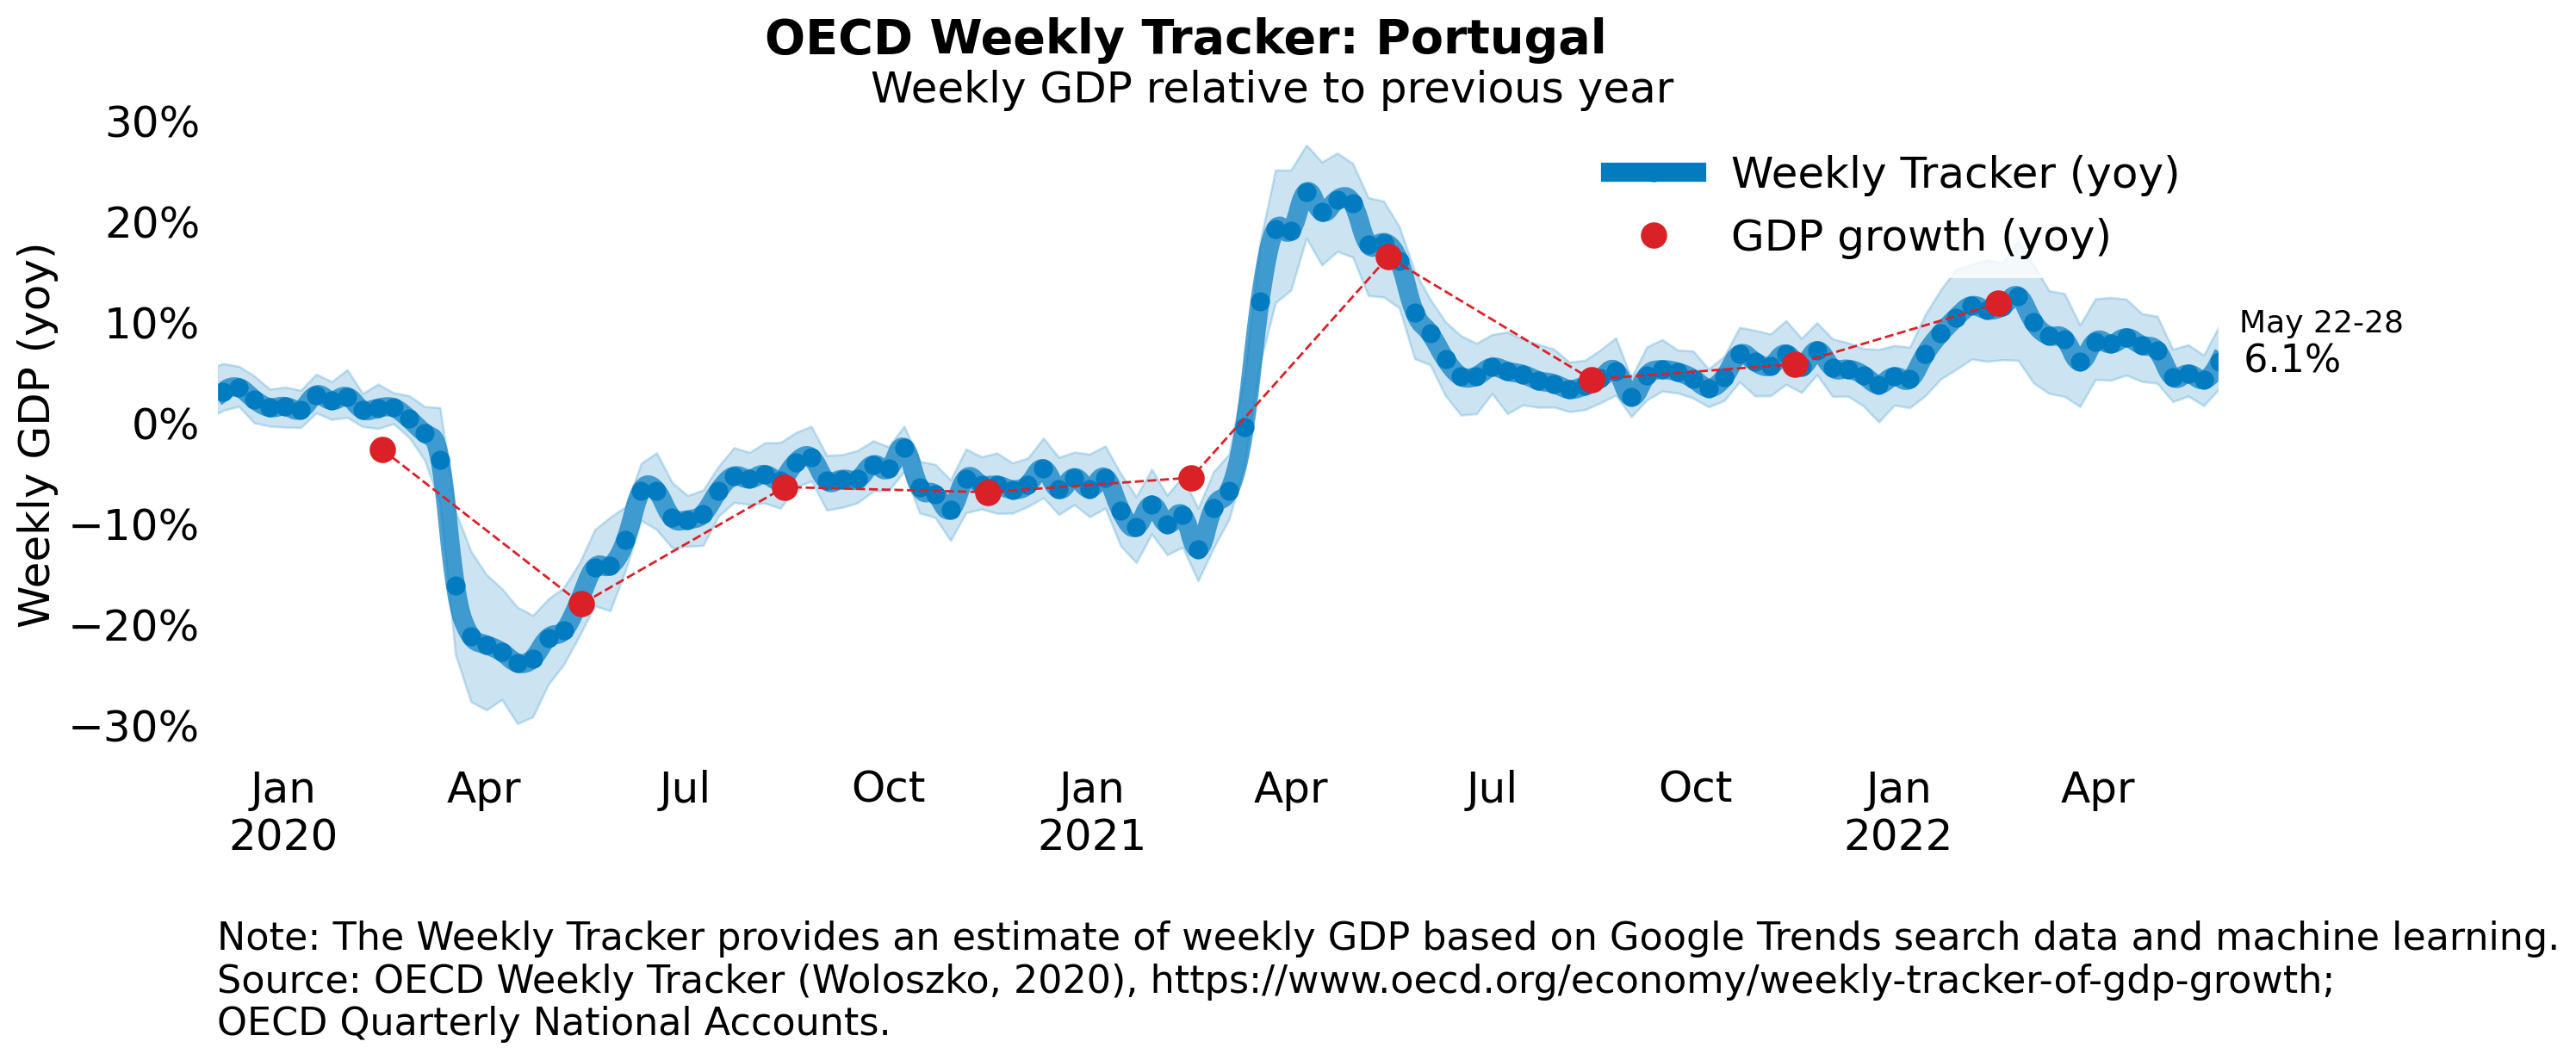 OECD Weekly Tracker: Portugal
Weekly GDP relative to previous year
Weekly GDP (yoy)
30%
20%
10%
0%
−10%
−20%
−30%
Weekly Tracker (yoy)
GDP growth (yoy)
May 22-28
6.1%
Jan Apr Jul Oct Jan Apr Jul Oct Jan Apr
2020 2021 2022
Note: The Weekly Tracker provides an estimate of weekly GDP based on Google Trends search data and machine learning.
Source: OECD Weekly Tracker (Woloszko, 2020), https://www.oecd.org/economy/weekly-tracker-of-gdp-growth;
OECD Quarterly National Accounts.